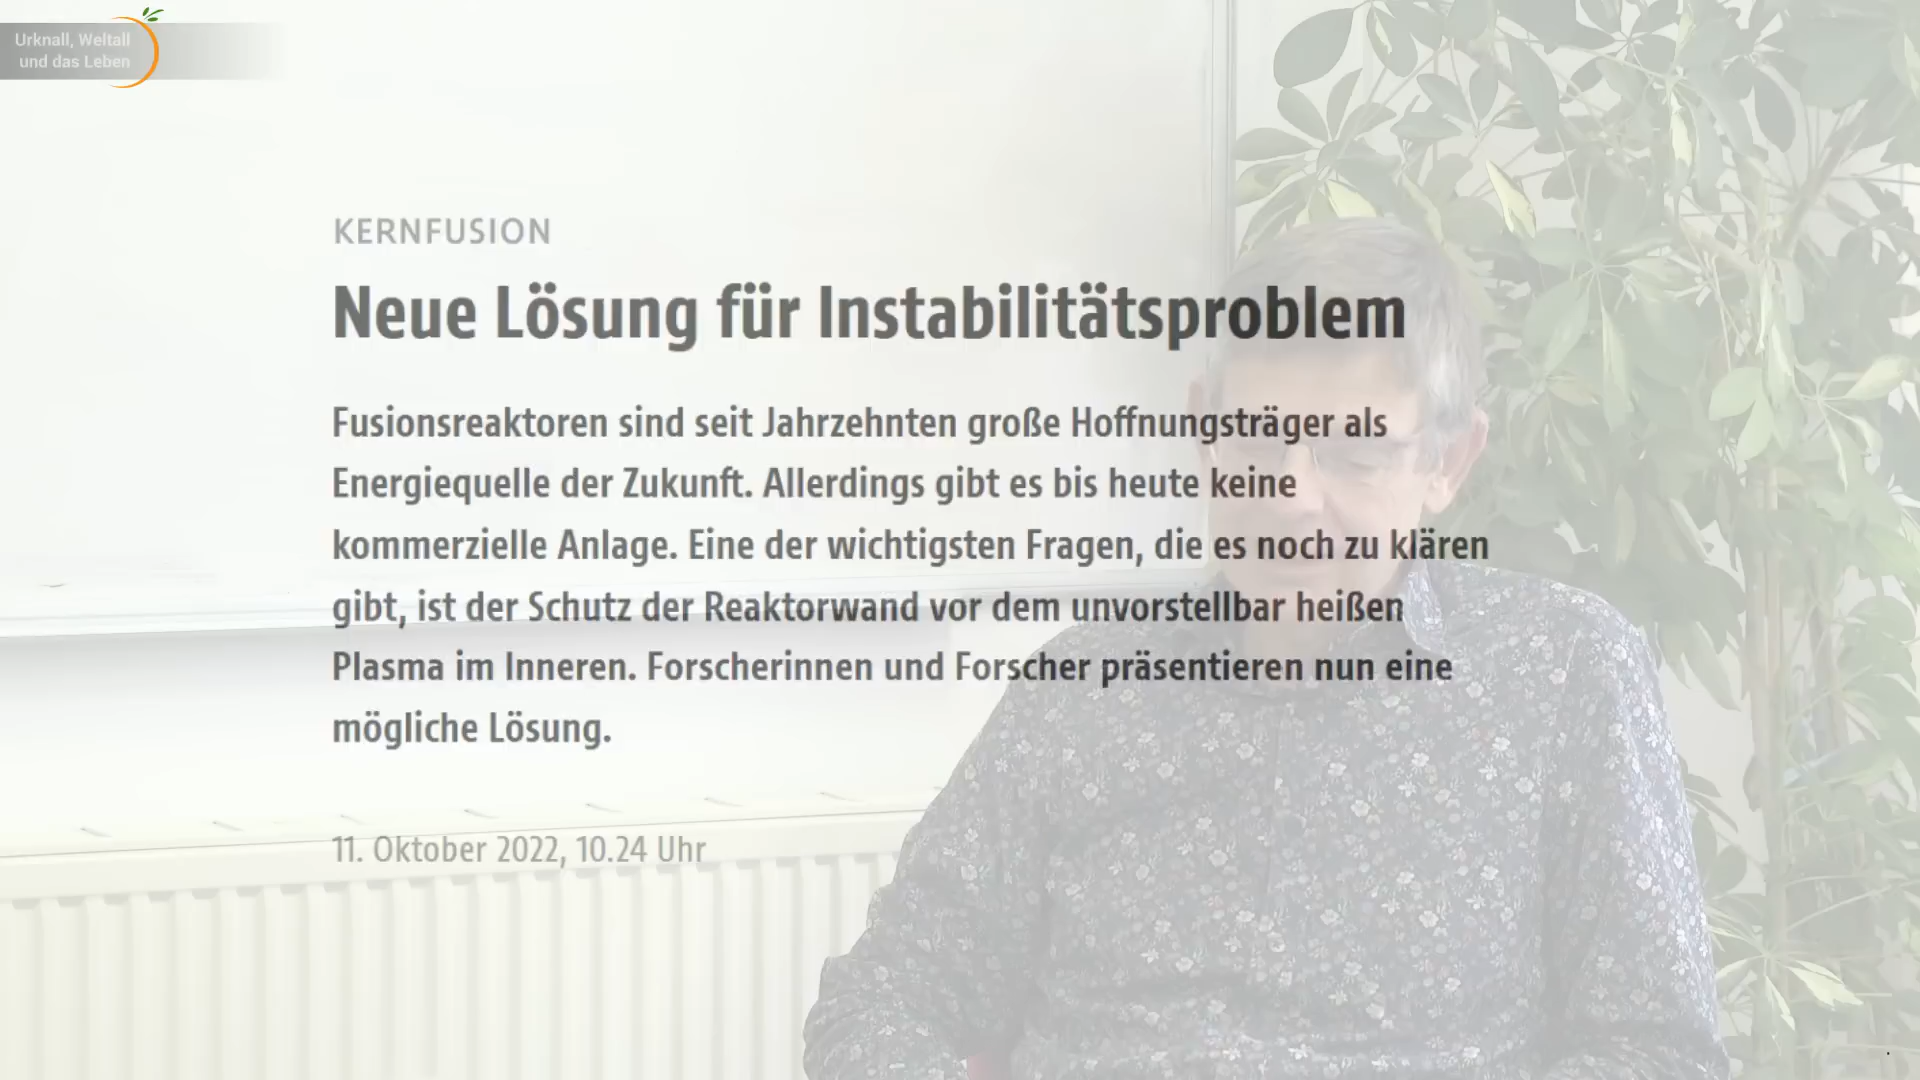 Urknall, Weltall
und das Leben
KERNFUSION
Neue Lösung für Instabilitätsproblem
Fusionsreaktoren sind seit Jahrzehnten große Hoffnungsträger als
Energiequelle der Zukunft. Allerdings gibt es bis heute keine
kommerzielle Anlage. Eine der wichtigsten Fragen, die es noch zu klären
gibt, ist der Schutz der Reaktorwand vor dem unvorstellbar heißen
Plasma im Inneren. Forscherinnen und Forscher präsentieren nun eine
mögliche Lösung.
11. Oktober 2022, 10.24 Uhr